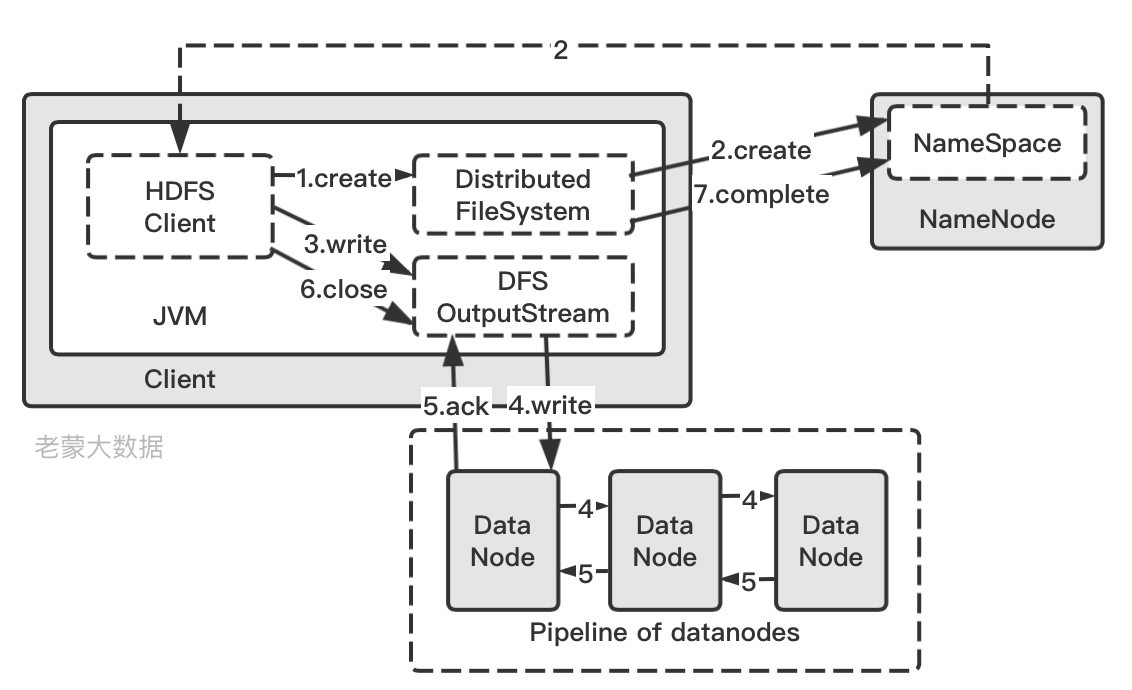 2
HDFS
Client
1.create
Distributed
FileSystem
2.create
NameSpace
7.complete
NameNode
3.write
6.close
DFS
OutputStream
JVM
Client
5.ack
4.write
老蒙大数据
Data
Node
4
5
Data
Node
4
5
Data
Node
Pipeline of datanodes